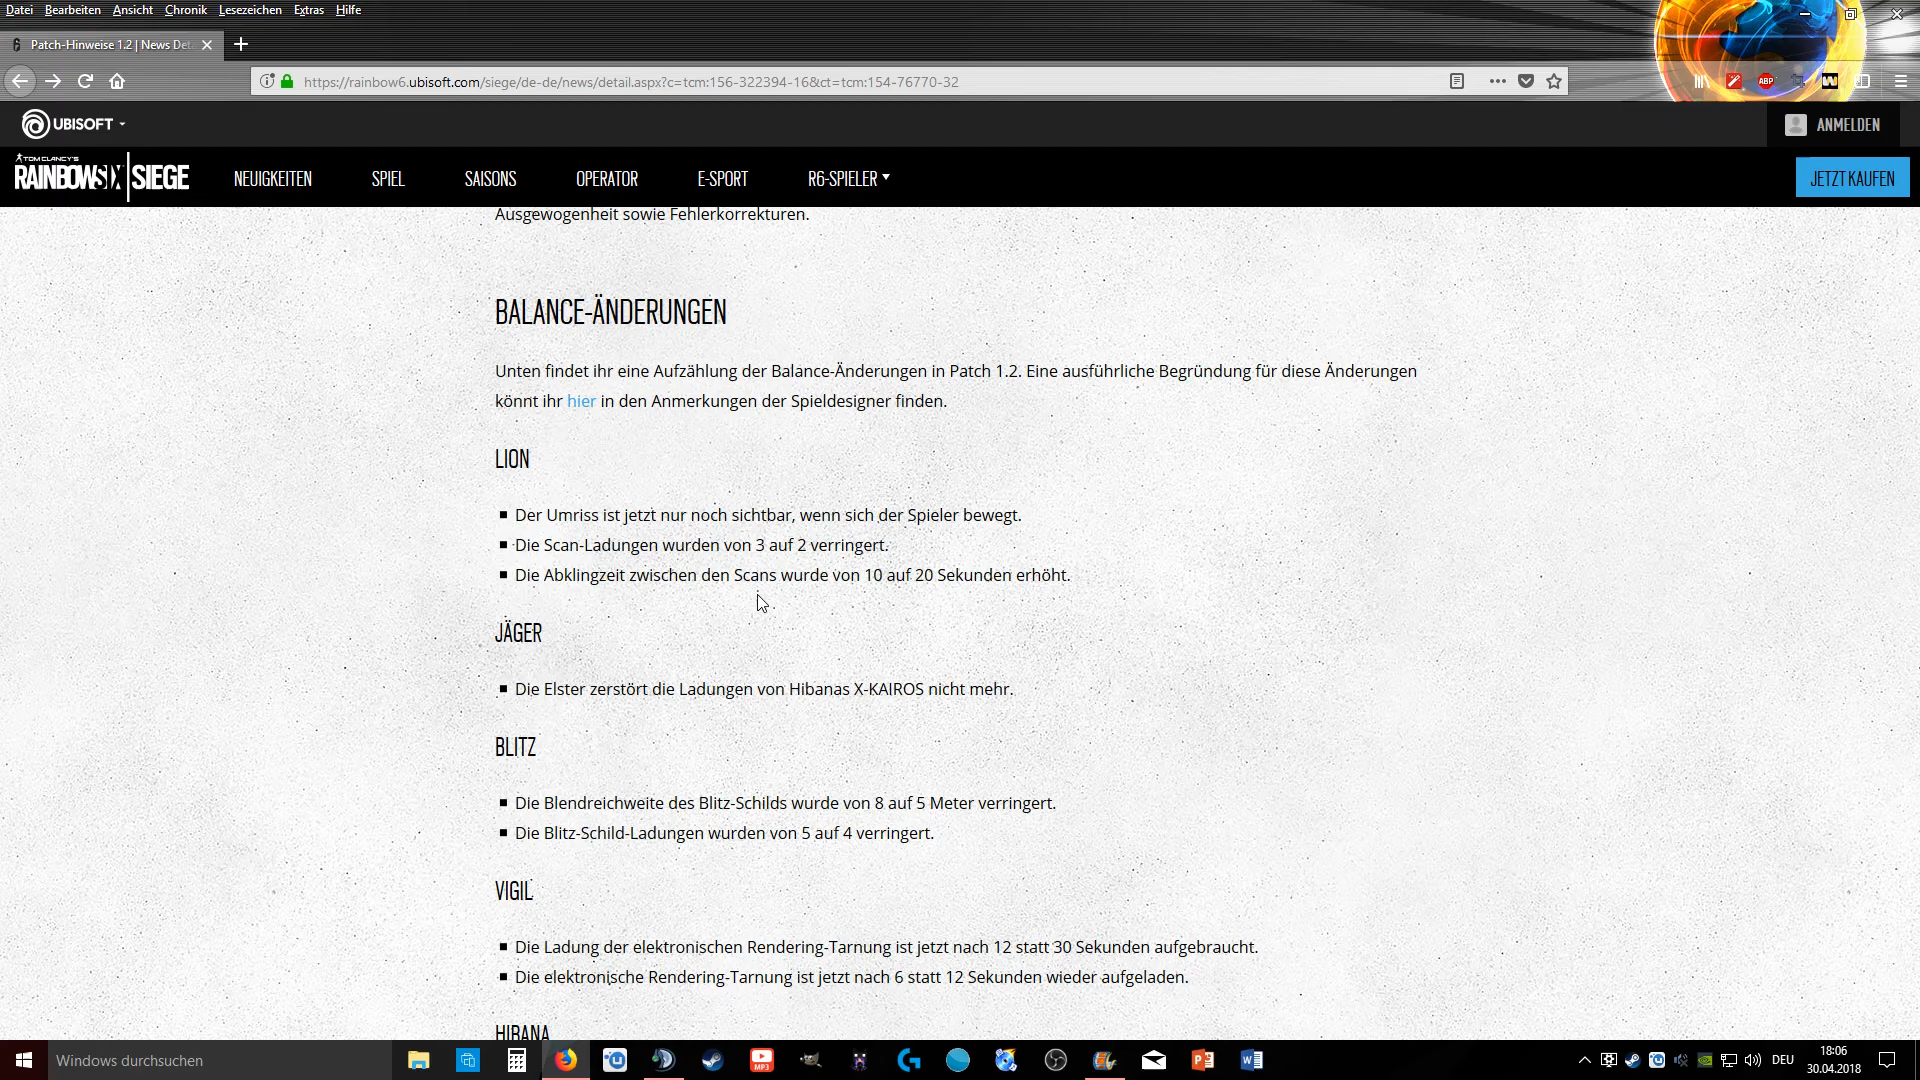 Datei Bearbeiten Ansicht Chronik Lesezeichen Extras Hilfe
Patch-Hinweise 1.2 | News Det
https://rainbow6.ubisoft.com/siege/de-de/news/detail.aspx?c=tcm:156-322394-16&ct=tcm:154-76770-32
ABP
UBISOFT
ANMELDEN
TOM CLANCY'S
RAINBOW SIX | SIEGE
NEUIGKEITEN SPIEL SAISONS OPERATOR E-SPORT R6-SPIELER
JETZT KAUFEN
Ausgewogenheit sowie Fehlerkorrekturen.
BALANCE-ÄNDERUNGEN
Unten findet ihr eine Aufzählung der Balance-Änderungen in Patch 1.2. Eine ausführliche Begründung für diese Änderungen
könnt ihr hier in den Anmerkungen der Spieldesigner finden.
LION
Der Umriss ist jetzt nur noch sichtbar, wenn sich der Spieler bewegt.
Die Scan-Ladungen wurden von 3 auf 2 verringert.
Die Abklingzeit zwischen den Scans wurde von 10 auf 20 Sekunden erhöht.
JÄGER
Die Elster zerstört die Ladungen von Hibanas X-KAIROS nicht mehr.
BLITZ
Die Blendreichweite des Blitz-Schilds wurde von 8 auf 5 Meter verringert.
Die Blitz-Schild-Ladungen wurden von 5 auf 4 verringert.
VIGIL
Die Ladung der elektronischen Rendering-Tarnung ist jetzt nach 12 statt 30 Sekunden aufgebraucht.
Die elektronische Rendering-Tarnung ist jetzt nach 6 statt 12 Sekunden wieder aufgeladen.
HIBANA
Windows durchsuchen
MP3
DEU
18:06
30.04.2018